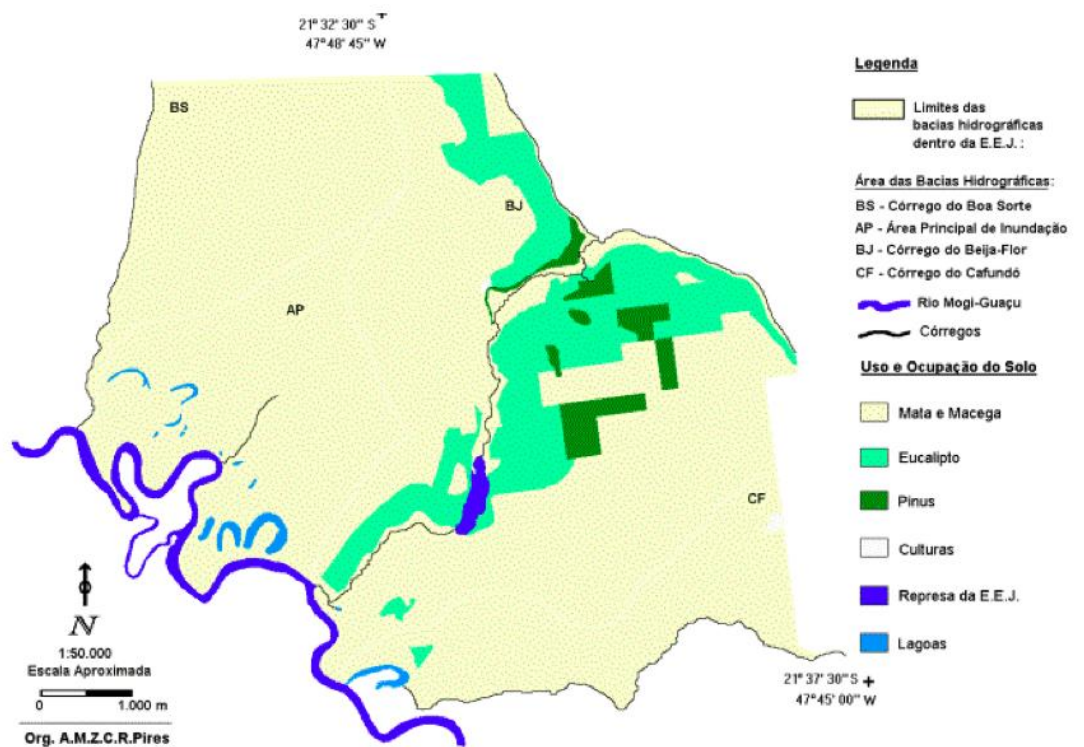 21° 32' 30" S
47° 48' 45" W
BS
BJ
AP
CF
N
1:50.000
Escala Aproximada
0 1.000 m
Org. A.M.Z.C.R.Pires
21° 37' 30" S
47° 45' 00" W
Legenda
Limites das
bacias hidrográficas
dentro da E.E.J. :
Área das Bacias Hidrográficas:
BS - Córrego do Boa Sorte
AP - Área Principal de Inundação
BJ - Córrego do Beija-Flor
CF - Córrego do Cafundó
Rio Mogi-Guaçu
Córregos
Uso e Ocupação do Solo
Mata e Macega
Eucalipto
Pinus
Culturas
Represa da E.E.J.
Lagoas